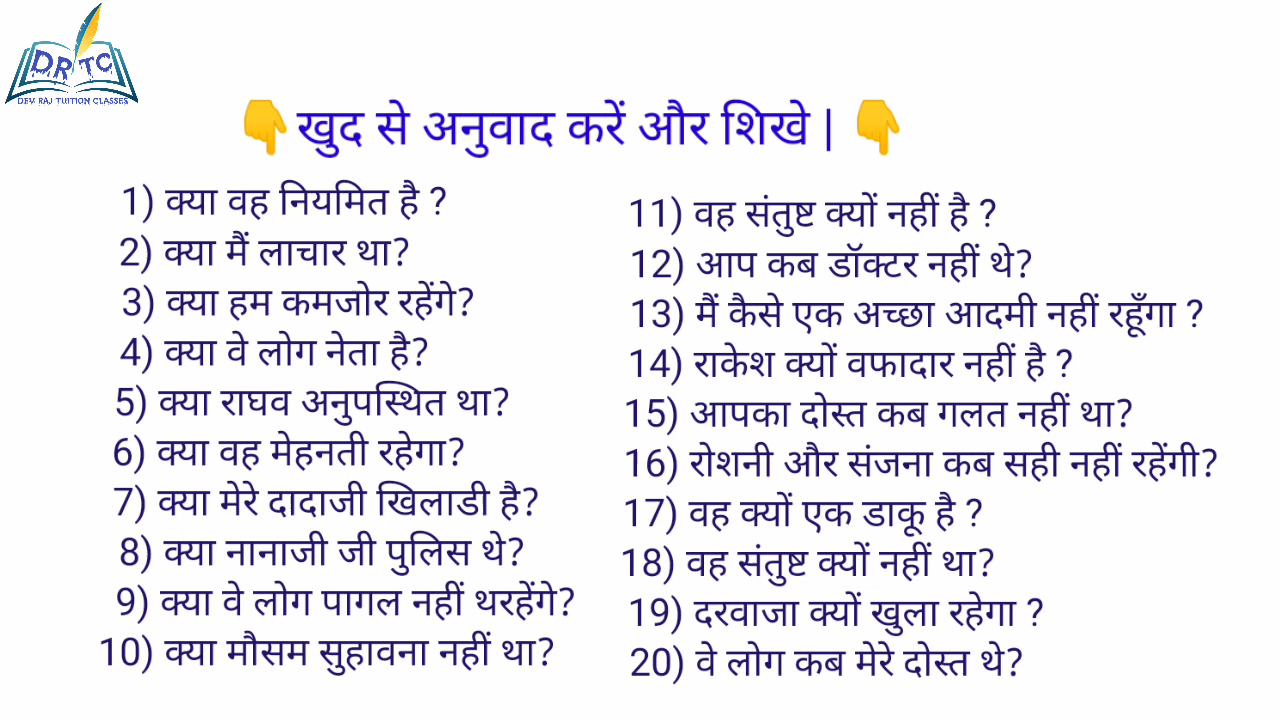 DRTC
DEV RAJ TUITION CLASSES
👇खुद से अनुवाद करें और शिखे | 👇
1) क्या वह नियमित है ?
2) क्या मैं लाचार था?
3) क्या हम कमजोर रहेंगे?
4) क्या वे लोग नेता है?
5) क्या राघव अनुपस्थित था?
6) क्या वह मेहनती रहेगा?
7) क्या मेरे दादाजी खिलाडी है?
8) क्या नानाजी जी पुलिस थे?
9) क्या वे लोग पागल नहीं थरहेंगे?
10) क्या मौसम सुहावना नहीं था?
11) वह संतुष्ट क्यों नहीं है ?
12) आप कब डॉक्टर नहीं थे?
13) मैं कैसे एक अच्छा आदमी नहीं रहूँगा ?
14) राकेश क्यों वफादार नहीं है ?
15) आपका दोस्त कब गलत नहीं था?
16) रोशनी और संजना कब सही नहीं रहेंगी?
17) वह क्यों एक डाकू है ?
18) वह संतुष्ट क्यों नहीं था?
19) दरवाजा क्यों खुला रहेगा ?
20) वे लोग कब मेरे दोस्त थे?